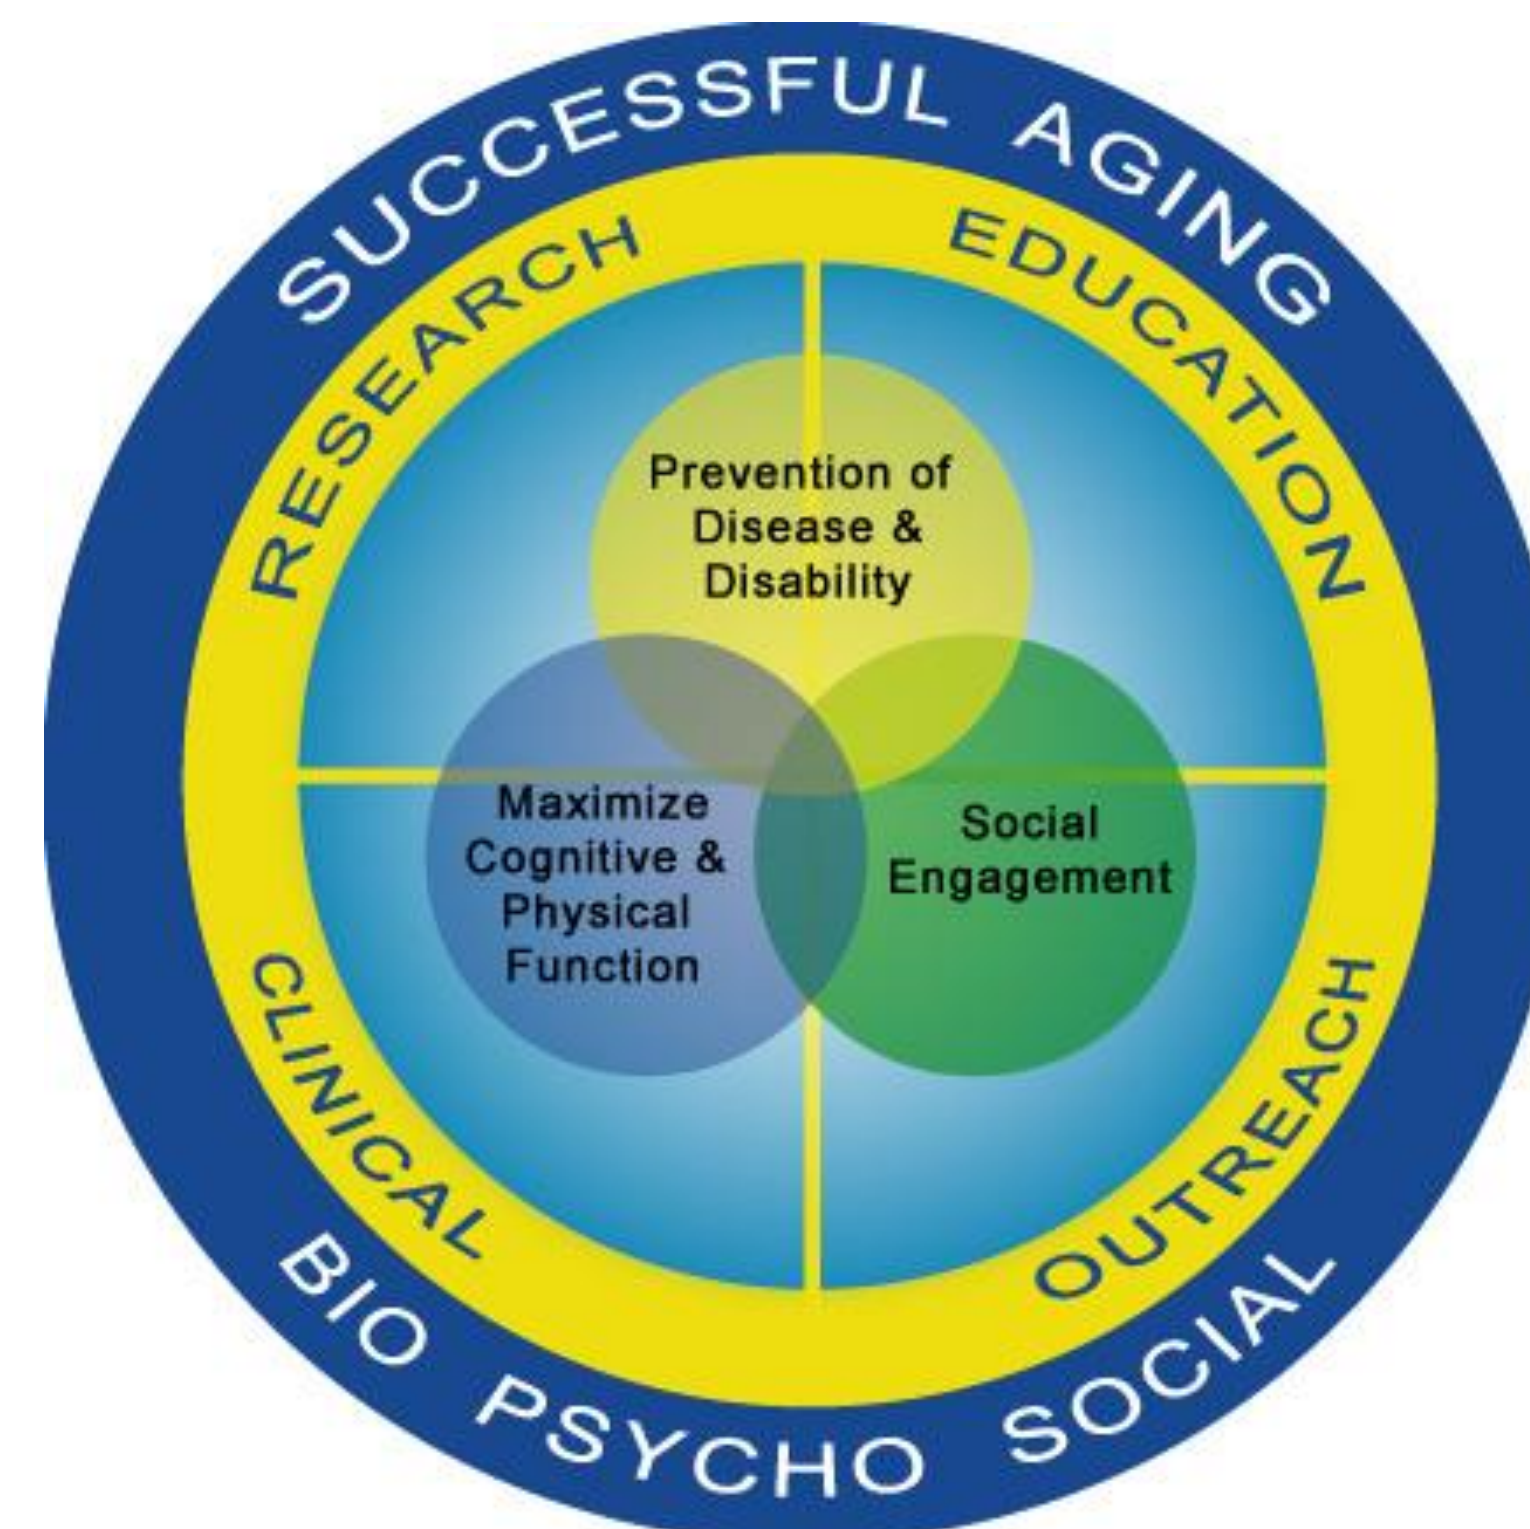 SUCCESSFUL AGING
RESEARCH
EDUCATION
Prevention of
Disease &
Disability
Maximize
Cognitive &
Physical
Function
Social
Engagement
CLINICAL
OUTREACH
BIO PSYCHO SOCIAL